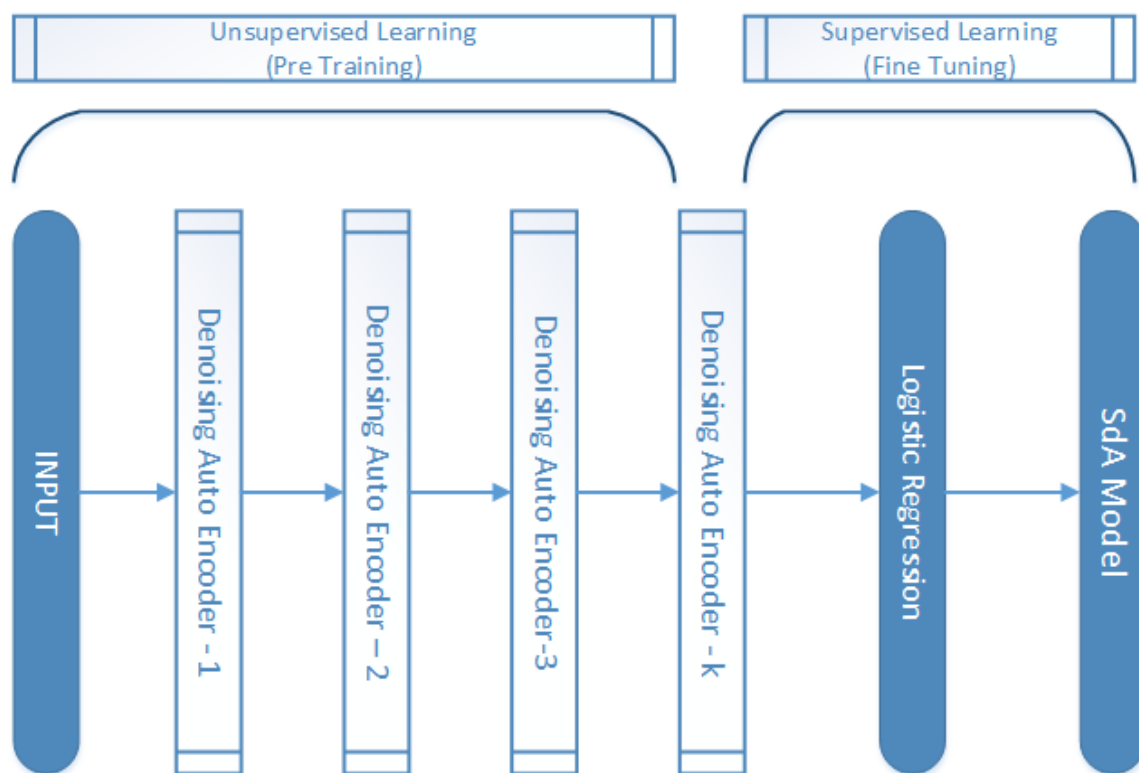 Unsupervised Learning
(Pre Training)
Supervised Learning
(Fine Tuning)
INPUT
Denoising Auto Encoder - 1
Denoising Auto Encoder – 2
Denoising Auto Encoder-3
Denoising Auto Encoder - k
Logistic Regression
SdA Model